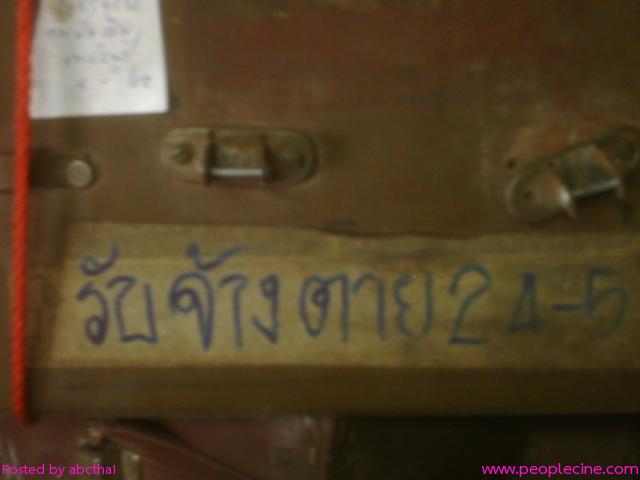 รับจ้างตาย 24-5
Posted by abcthai
www.peoplecine.com